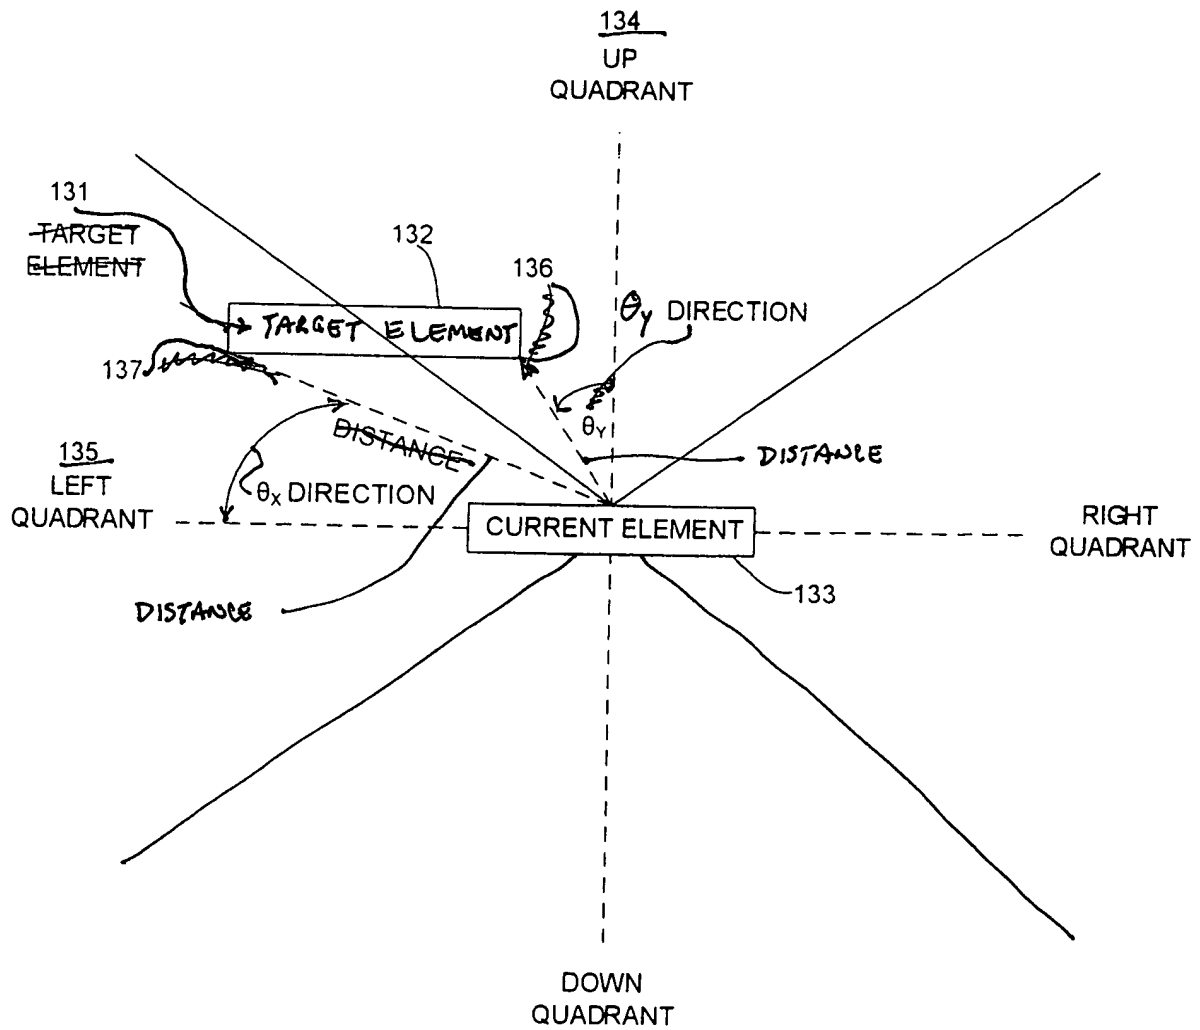 134
UP
QUADRANT
131
TARGET
ELEMENT
132
136
θY DIRECTION
TARGET ELEMENT
137
θY
DISTANCE
DISTANCE
135
LEFT
QUADRANT
θX DIRECTION
CURRENT ELEMENT
RIGHT
QUADRANT
133
DISTANCE
DOWN
QUADRANT